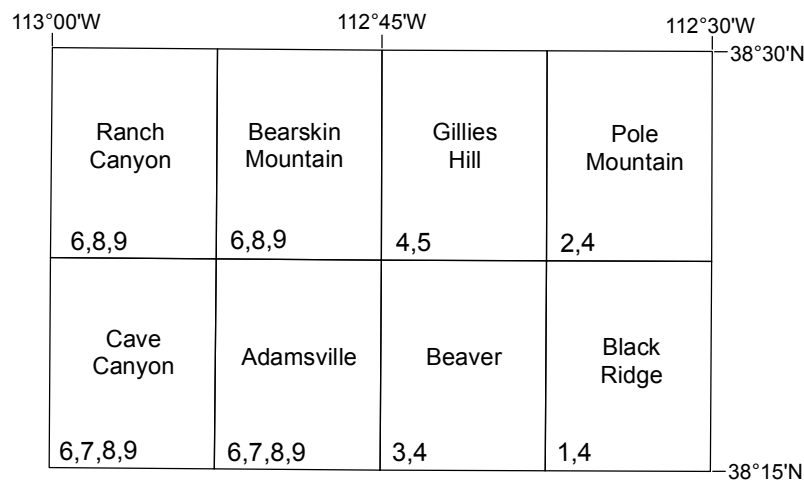 113°00'W
112°45'W
112°30'W
38°30'N
Ranch
Canyon
6,8,9
Bearskin
Mountain
6,8,9
Gillies
Hill
4,5
Pole
Mountain
2,4
Cave
Canyon
6,7,8,9
Adamsville
6,7,8,9
Beaver
3,4
Black
Ridge
1,4
38°15'N